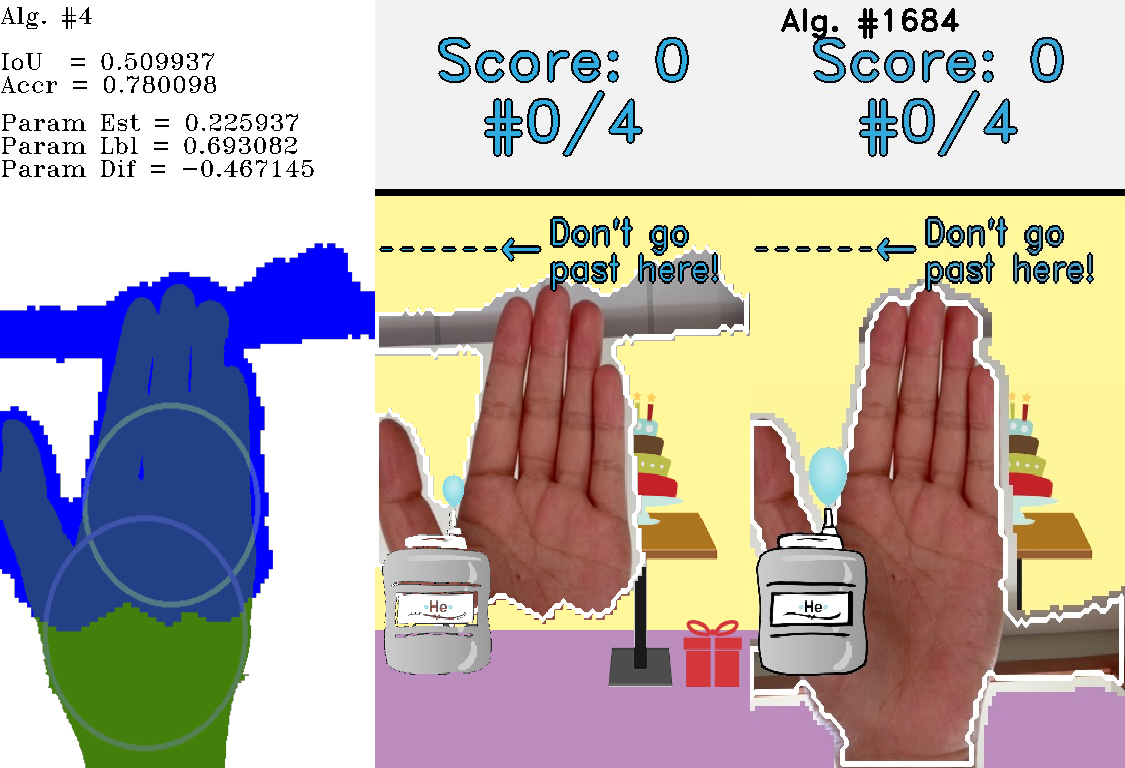 Alg. #4
IoU = 0.509937
Accr = 0.780098
Param Est = 0.225937
Param Lbl = 0.693082
Param Dif = -0.467145
Score: 0
#0/4
Don't go
past here!
He
Alg. #1684
Score: 0
#0/4
Don't go
past here!
He